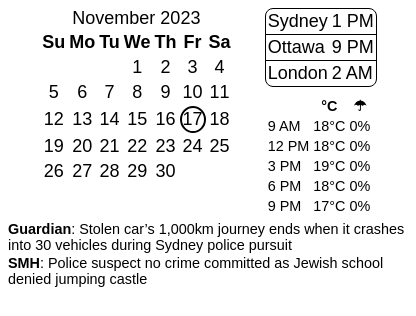 November 2023
Su Mo Tu We Th Fr Sa
1 2 3 4
5 6 7 8 9 10 11
12 13 14 15 16 17 18
19 20 21 22 23 24 25
26 27 28 29 30
Sydney 1 PM
Ottawa 9 PM
London 2 AM
°C ☂
9 AM 18°C 0%
12 PM 18°C 0%
3 PM 19°C 0%
6 PM 18°C 0%
9 PM 17°C 0%
Guardian: Stolen car’s 1,000km journey ends when it crashes
into 30 vehicles during Sydney police pursuit
SMH: Police suspect no crime committed as Jewish school
denied jumping castle